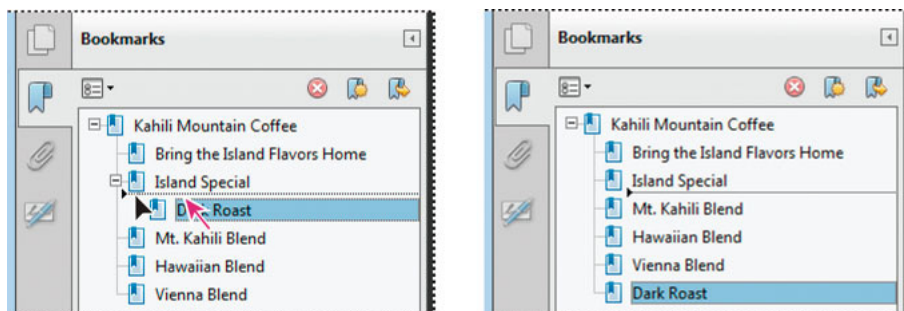 Bookmarks
Kahili Mountain Coffee
Bring the Island Flavors Home
Island Special
Dark Roast
Mt. Kahili Blend
Hawaiian Blend
Vienna Blend
Bookmarks
Kahili Mountain Coffee
Bring the Island Flavors Home
Island Special
Mt. Kahili Blend
Hawaiian Blend
Vienna Blend
Dark Roast